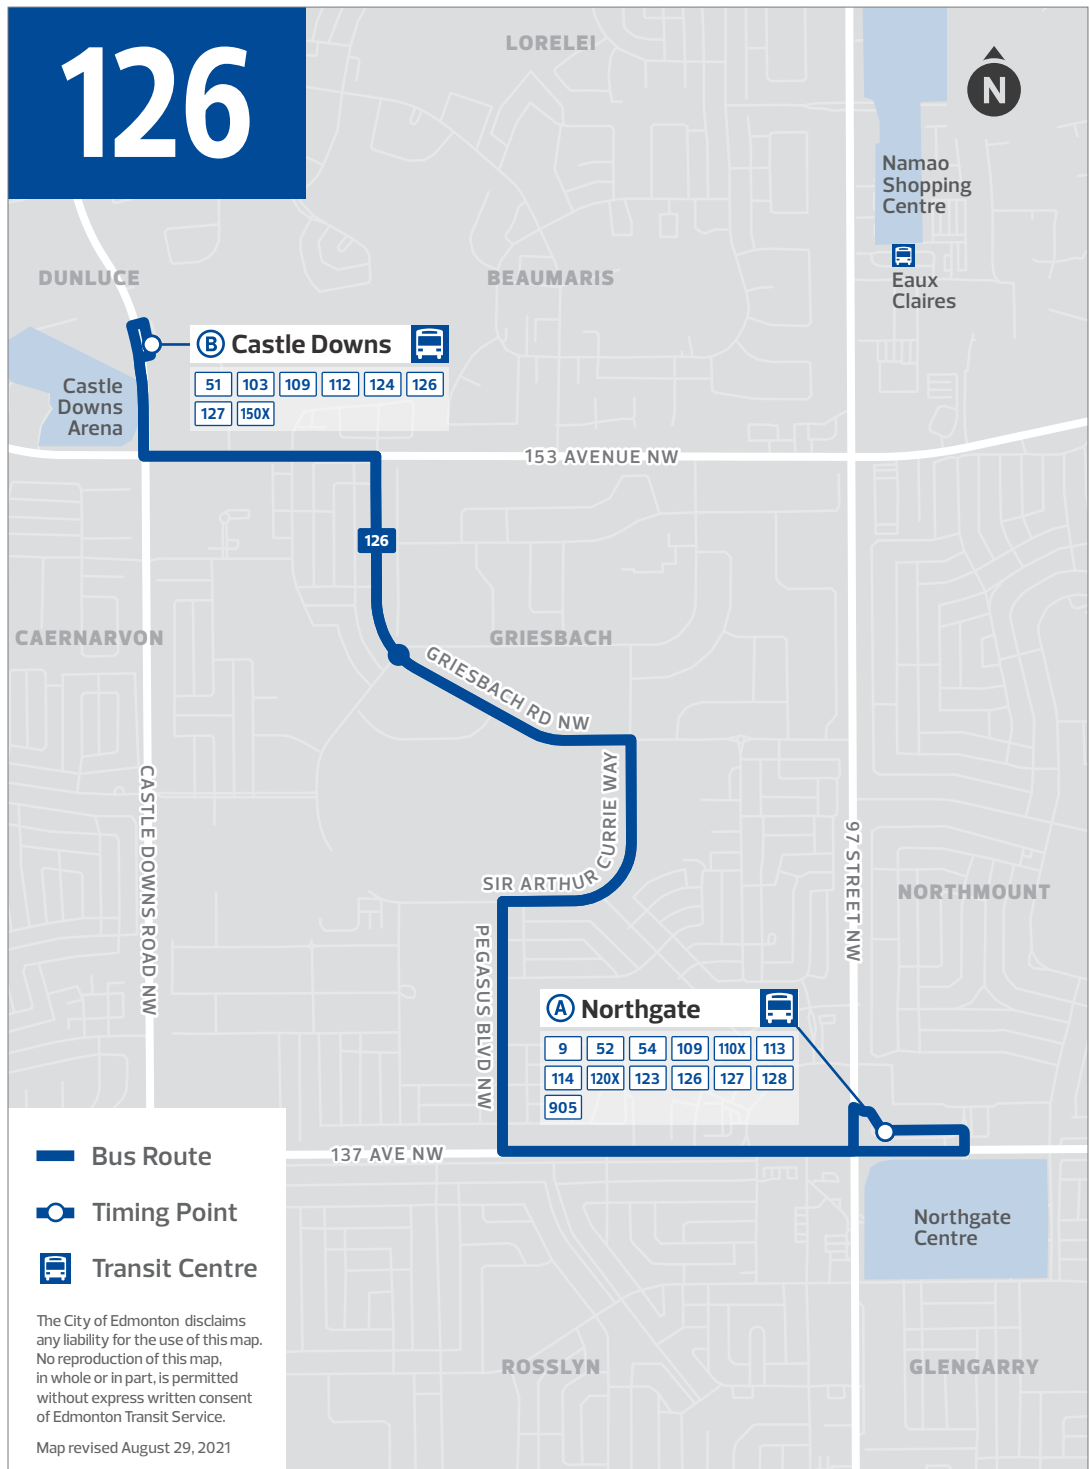 126
LORELEI
N
Namao
Shopping
Centre
DUNLUCE
BEAUMARIS
Eaux
Claires
B Castle Downs
51 103 109 112 124 126
127 150X
Castle
Downs
Arena
153 AVENUE NW
126
CAERNARVON
GRIESBACH
GRIESBACH RD NW
CASTLE DOWNS ROAD NW
SIR ARTHUR CURRIE WAY
97 STREET NW
NORTHMOUNT
PEGASUS BLVD NW
A Northgate
9 52 54 109 110X 113
114 120X 123 126 127 128
905
137 AVE NW
Bus Route
Timing Point
Transit Centre
Northgate
Centre
The City of Edmonton disclaims
any liability for the use of this map.
No reproduction of this map,
in whole or in part, is permitted
without express written consent
of Edmonton Transit Service.
Map revised August 29, 2021
ROSSLYN
GLENGARRY